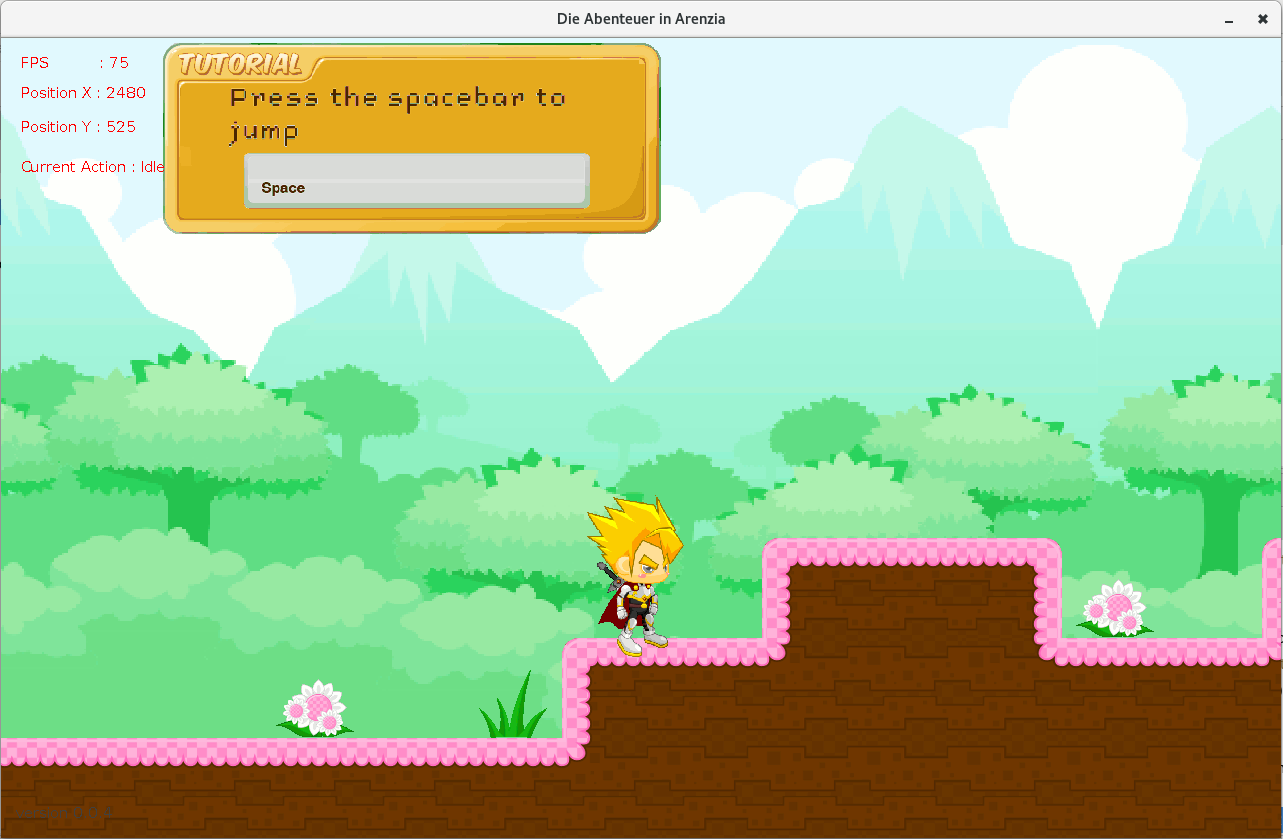 Die Abenteuer in Arenzia
FPS : 75
Position X : 2480
Position Y : 525
Current Action : Idle
TUTORIAL
Press the spacebar to
jump
Space